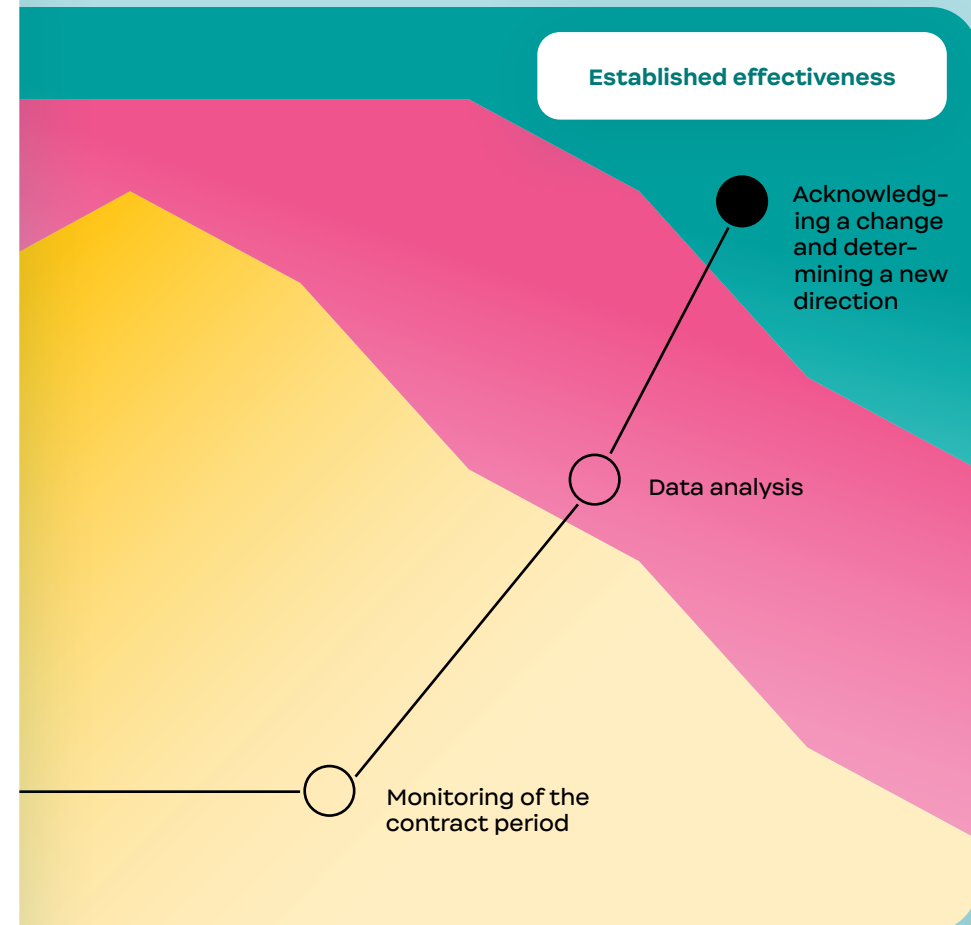 Established effectiveness
Acknowledg-
ing a change
and deter-
mining a new
direction
Data analysis
Monitoring of the
contract period